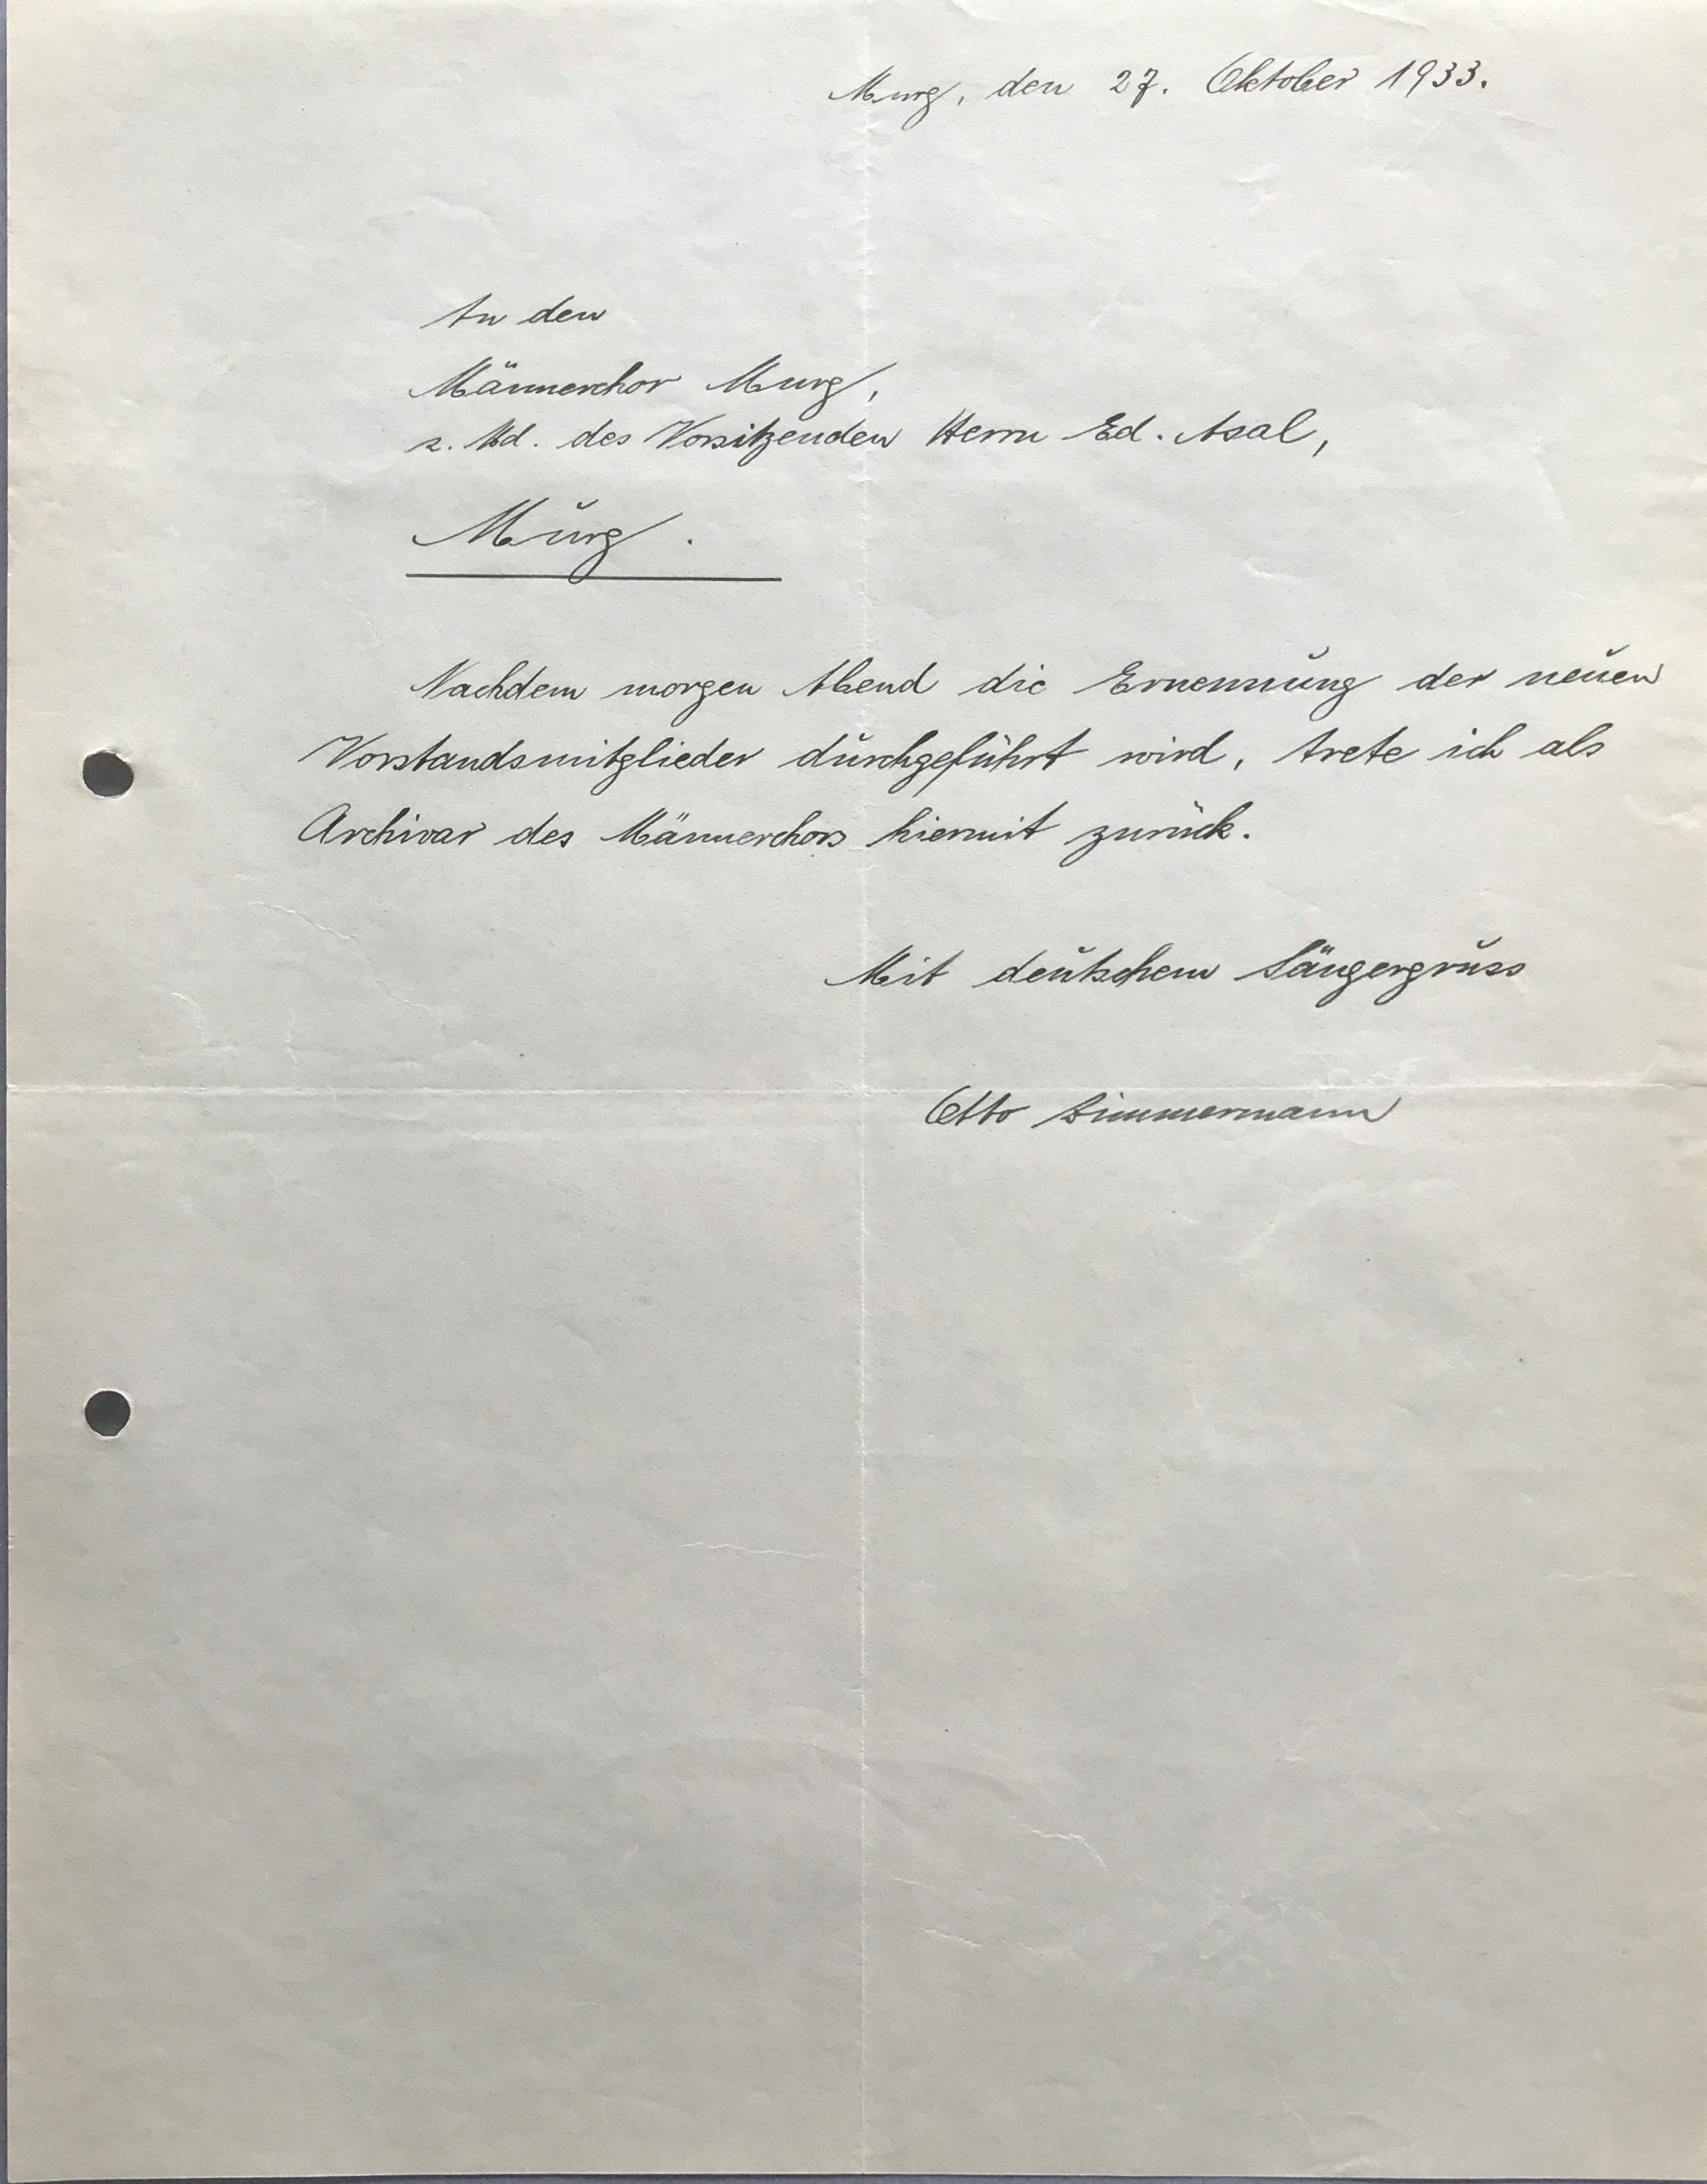 Murg, den 27. Oktober 1933.
An den
Männerchor Murg,
z. Hd. des Vorsitzenden Herrn Ed. Asal,
Murg.
Nachdem morgen Abend die Ernennung der neuen
Vorstandsmitglieder durchgeführt wird, trete ich als
Archivar des Männerchors hiermit zurück.
Mit deutschem Sängergruss
Otto Zimmermann